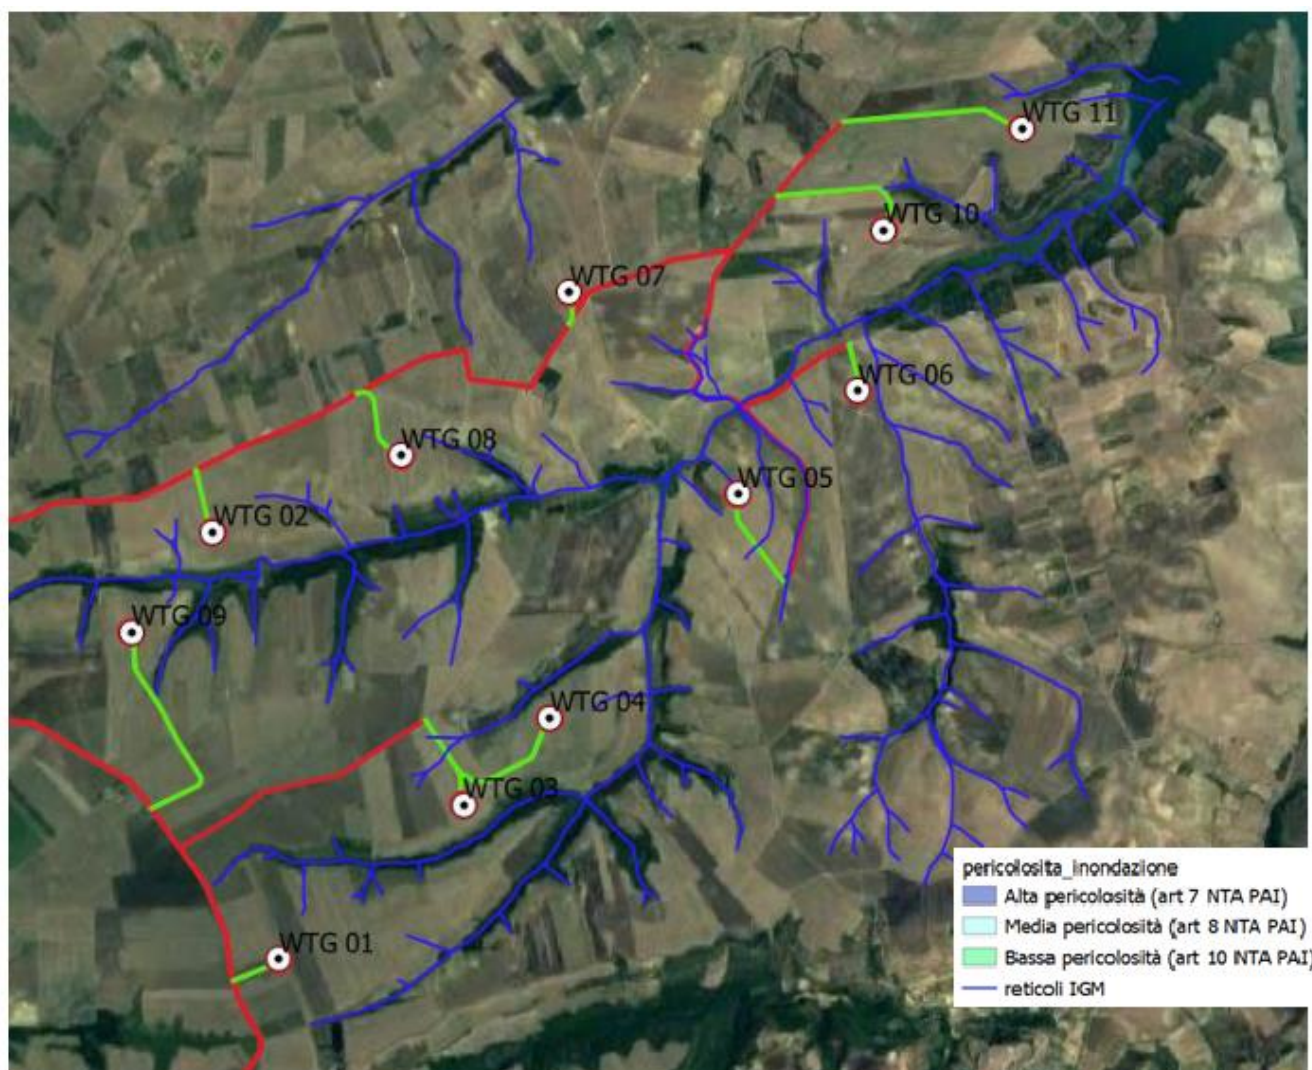 WTG 11
WTG 10
WTG 07
WTG 06
WTG 08
WTG 05
WTG 02
WTG 09
WTG 04
WTG 03
WTG 01
pericolosita_inondazione
Alta pericolosità (art 7 NTA PAI)
Media pericolosità (art 8 NTA PAI)
Bassa pericolosità (art 10 NTA PAI)
reticoli IGM